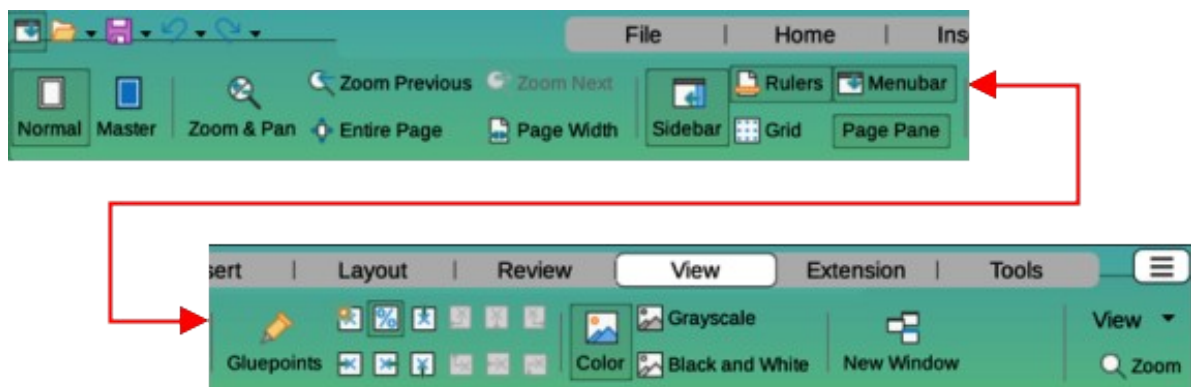 File | Home | Ins
Zoom Previous Zoom Next Rulers Menubar
Normal Master Zoom & Pan Entire Page Page Width Sidebar Grid Page Pane
sert | Layout | Review | View Extension | Tools
Grayscale View
Gluepoints Color Black and White New Window Zoom